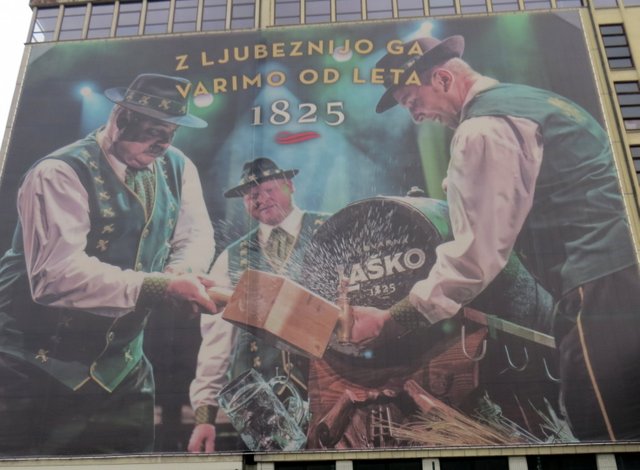 Z LJUBEZNIJO GA
VARIMO OD LETA
1825
LAŠKO
1825